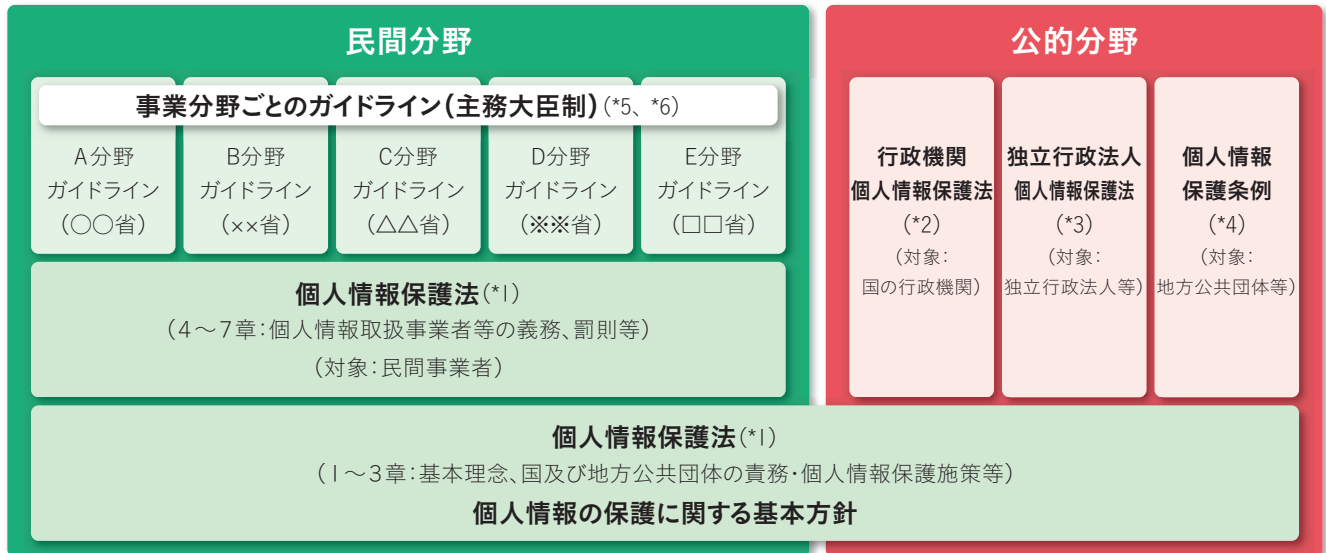 民間分野
事業分野ごとのガイドライン(主務大臣制)(*5、*6)
A分野
ガイドライン
(○○省)
B分野
ガイドライン
(××省)
C分野
ガイドライン
(△△省)
D分野
ガイドライン
(※※省)
E分野
ガイドライン
(□□省)
個人情報保護法(*1)
(4〜7章:個人情報取扱事業者等の義務、罰則等)
(対象:民間事業者)
公的分野
行政機関
個人情報保護法
(*2)
(対象:
国の行政機関)
独立行政法人
個人情報保護法
(*3)
(対象:
独立行政法人等)
個人情報
保護条例
(*4)
(対象:
地方公共団体等)
個人情報保護法(*1)
(1〜3章:基本理念、国及び地方公共団体の責務・個人情報保護施策等)
個人情報の保護に関する基本方針